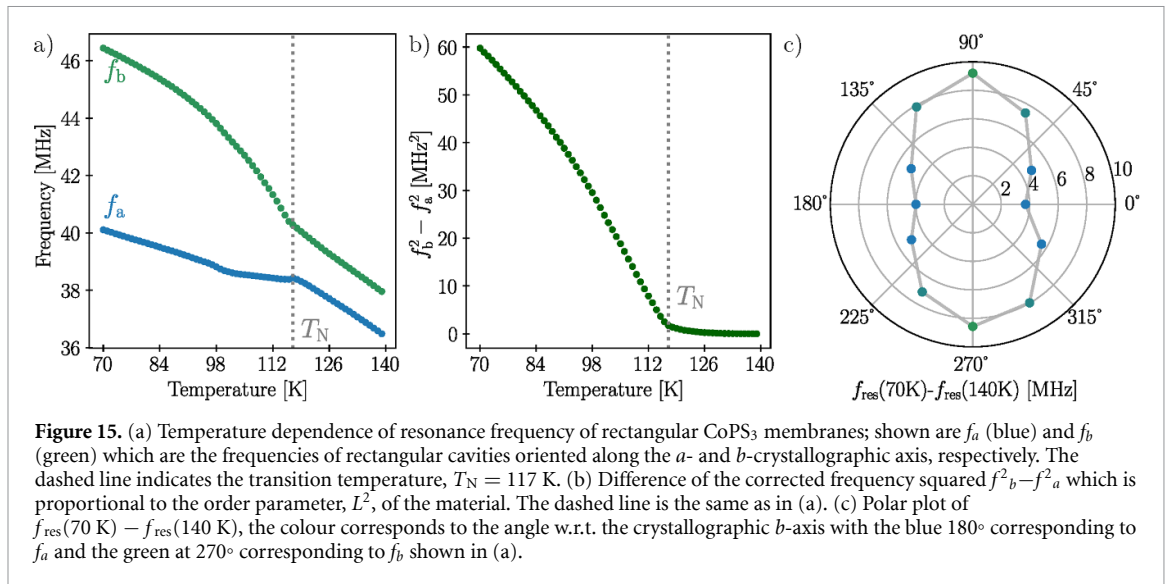 a)
46
44
42
40
38
36
Frequency [MHz]
f_b
f_a
T_N
70 84 98 112 126 140
Temperature [K]
b)
60
50
40
30
20
10
0
f_b^2 − f_a^2 [MHz²]
T_N
70 84 98 112 126 140
Temperature [K]
c)
90°
135° 45°
180° 2 4 6 8 10 0°
225° 315°
270°
f_res(70K)-f_res(140K) [MHz]
Figure 15. (a) Temperature dependence of resonance frequency of rectangular CoPS₃ membranes; shown are f_a (blue) and f_b
(green) which are the frequencies of rectangular cavities oriented along the a- and b-crystallographic axis, respectively. The
dashed line indicates the transition temperature, T_N = 117 K. (b) Difference of the corrected frequency squared f²_b−f²_a which is
proportional to the order parameter, L², of the material. The dashed line is the same as in (a). (c) Polar plot of
f_res(70 K) − f_res(140 K), the colour corresponds to the angle w.r.t. the crystallographic b-axis with the blue 180◦ corresponding to
f_a and the green at 270◦ corresponding to f_b shown in (a).